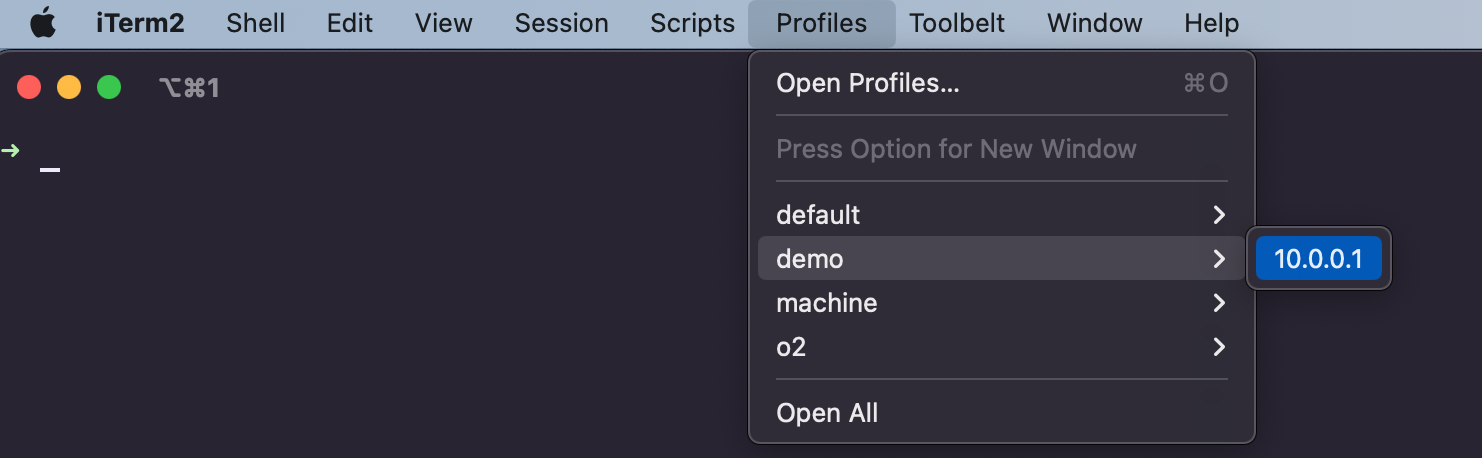 iTerm2 Shell Edit View Session Scripts Profiles Toolbelt Window Help
⌥⌘1
Open Profiles... ⌘O
Press Option for New Window
default
demo
10.0.0.1
machine
o2
Open All